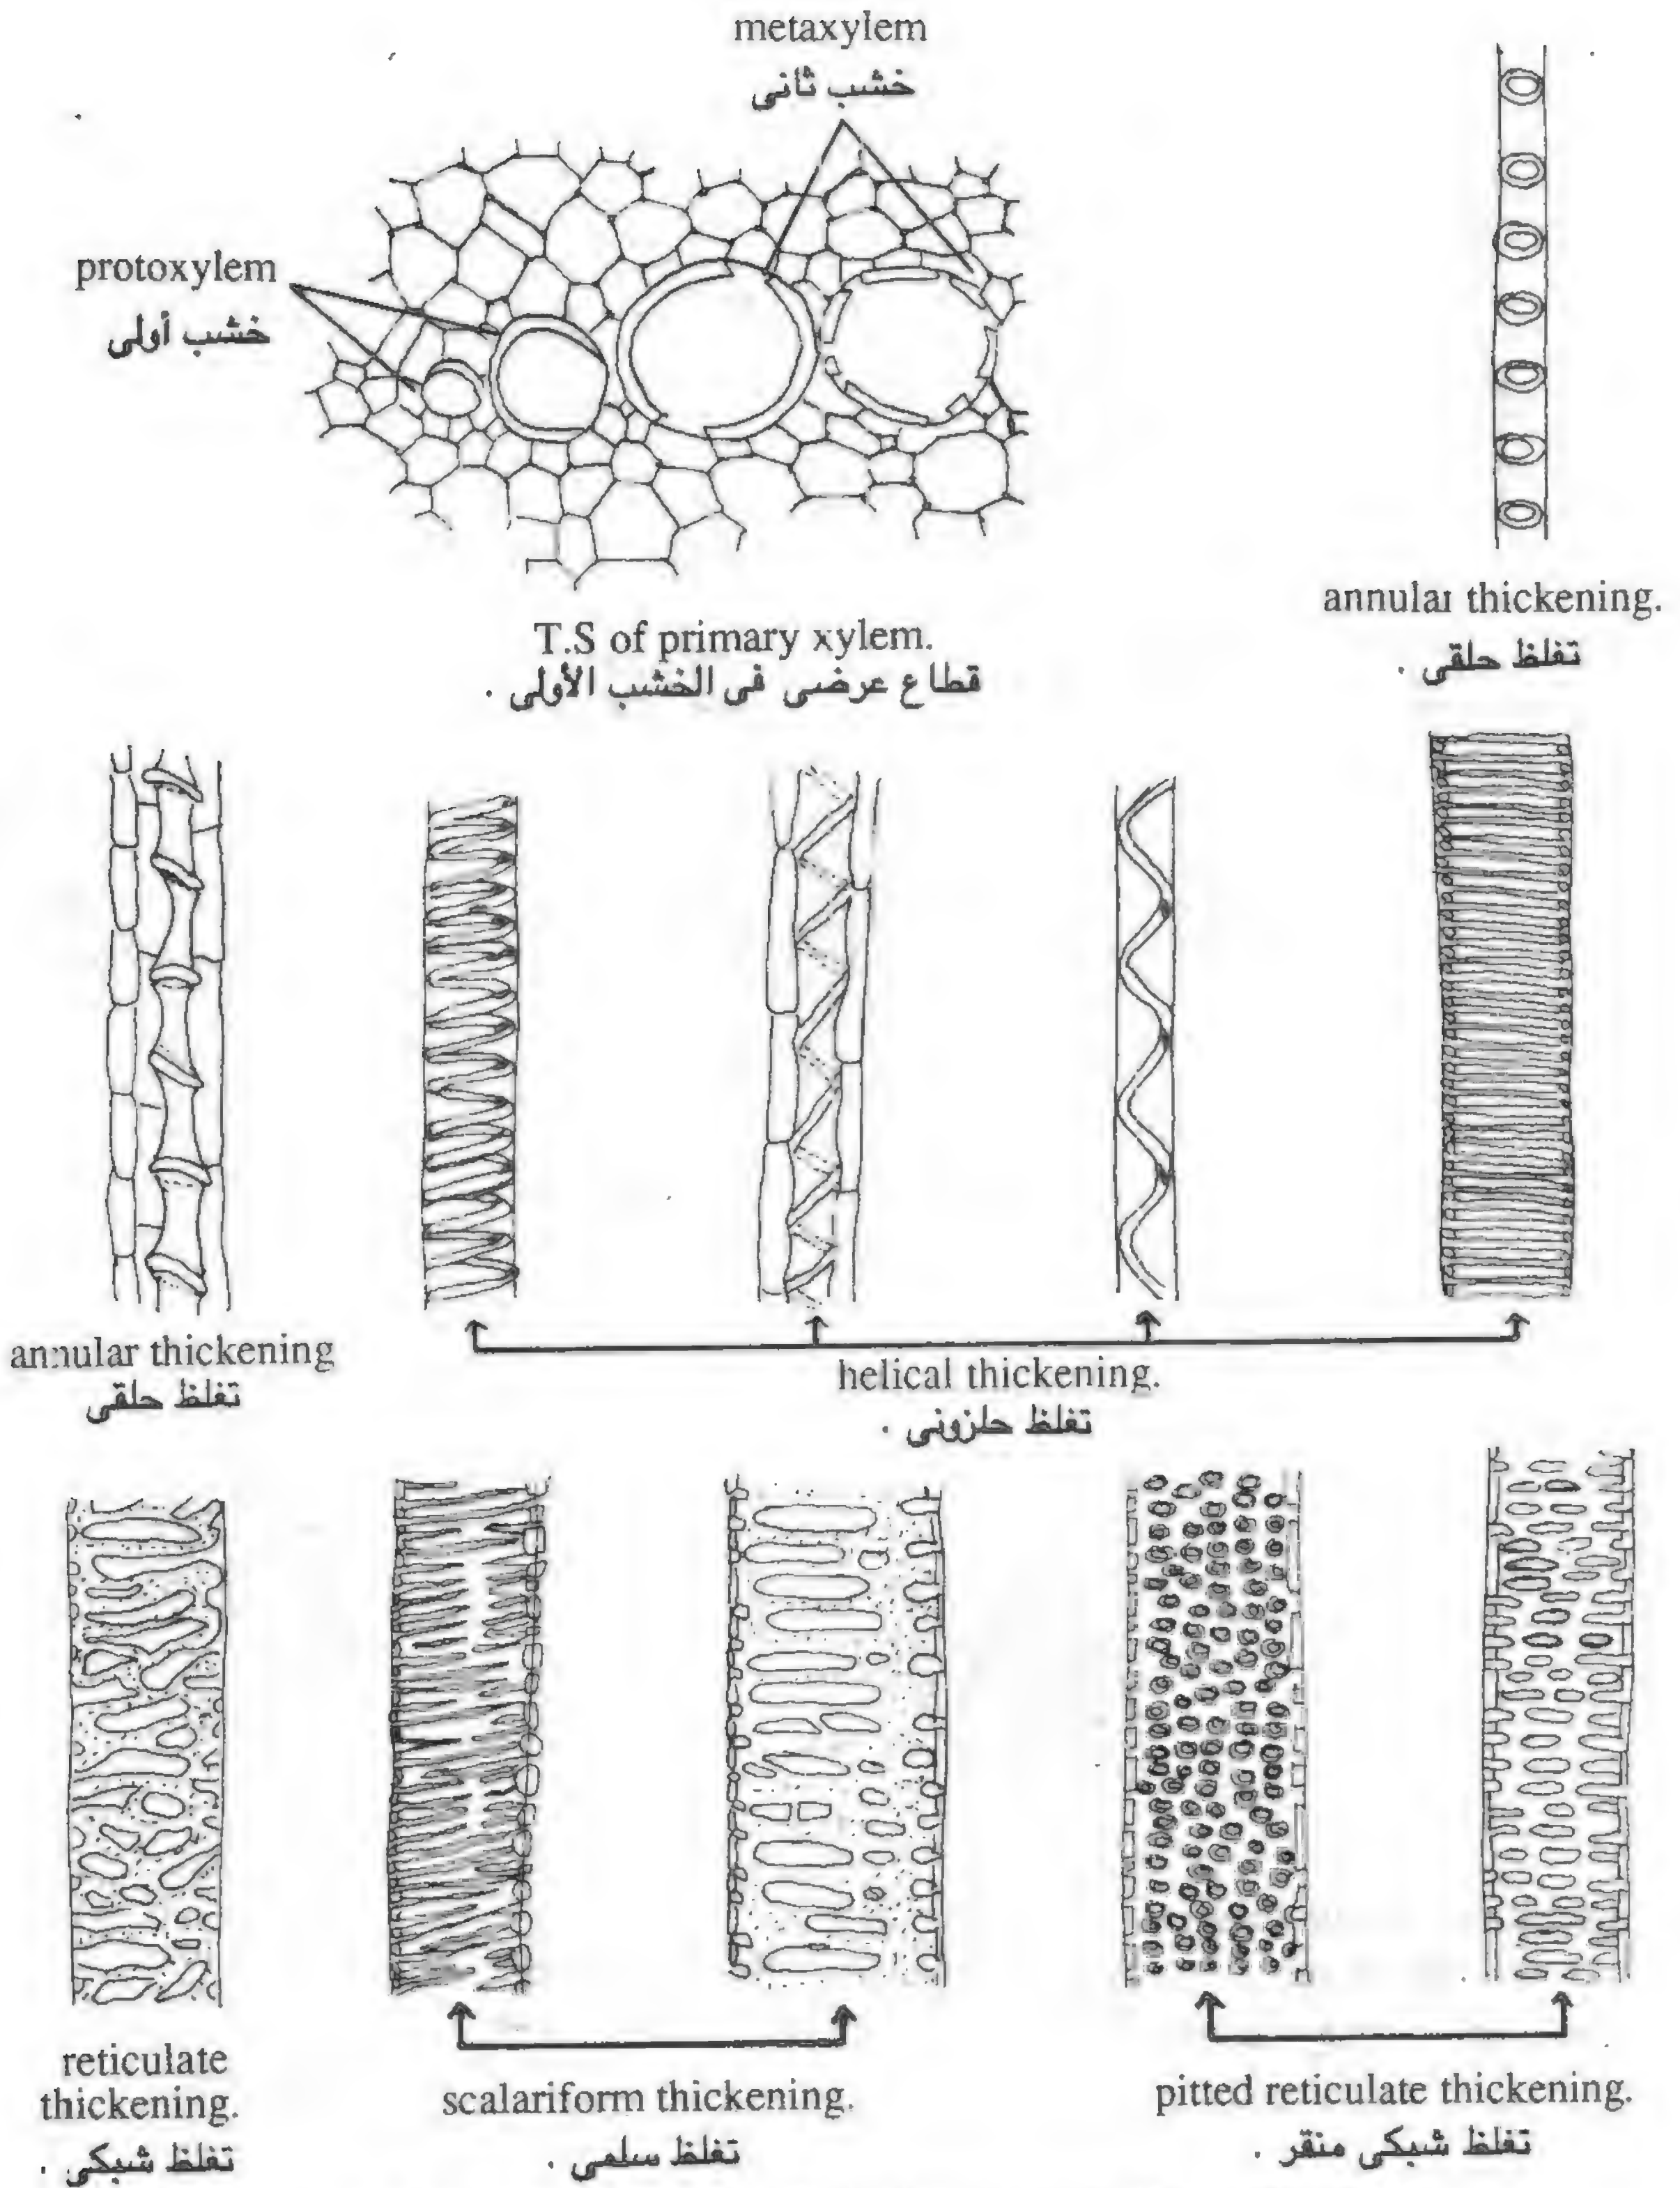 metaxylem
خشب ثانى
protoxylem
خشب أولى
T.S of primary xylem.
قطاع عرضى فى الخشب الأولى .
annular thickening.
تغلظ حلقى .
annular thickening
تغلظ حلقى
helical thickening.
تغلظ حلزونى .
reticulate
thickening.
تغلظ شبكى .
scalariform thickening.
تغلظ سلمى .
pitted reticulate thickening.
تغلظ شبكى منقر .